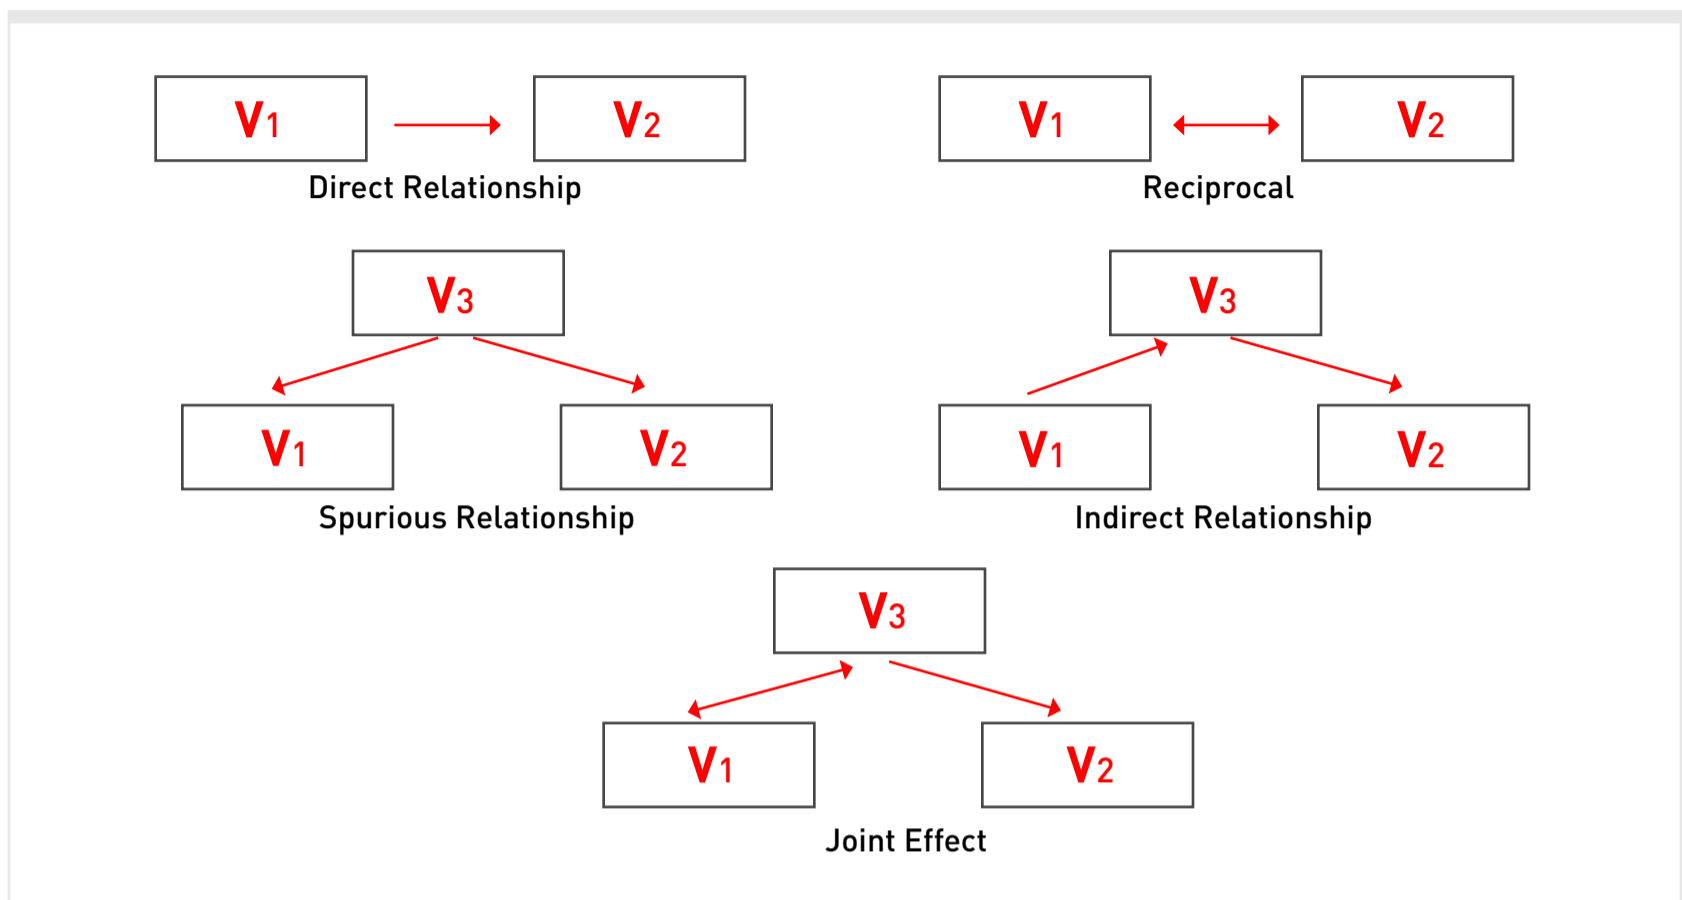 V1 V2
Direct Relationship
V1 V2
Reciprocal
V3
V1 V2
Spurious Relationship
V3
V1 V2
Indirect Relationship
V3
V1 V2
Joint Effect